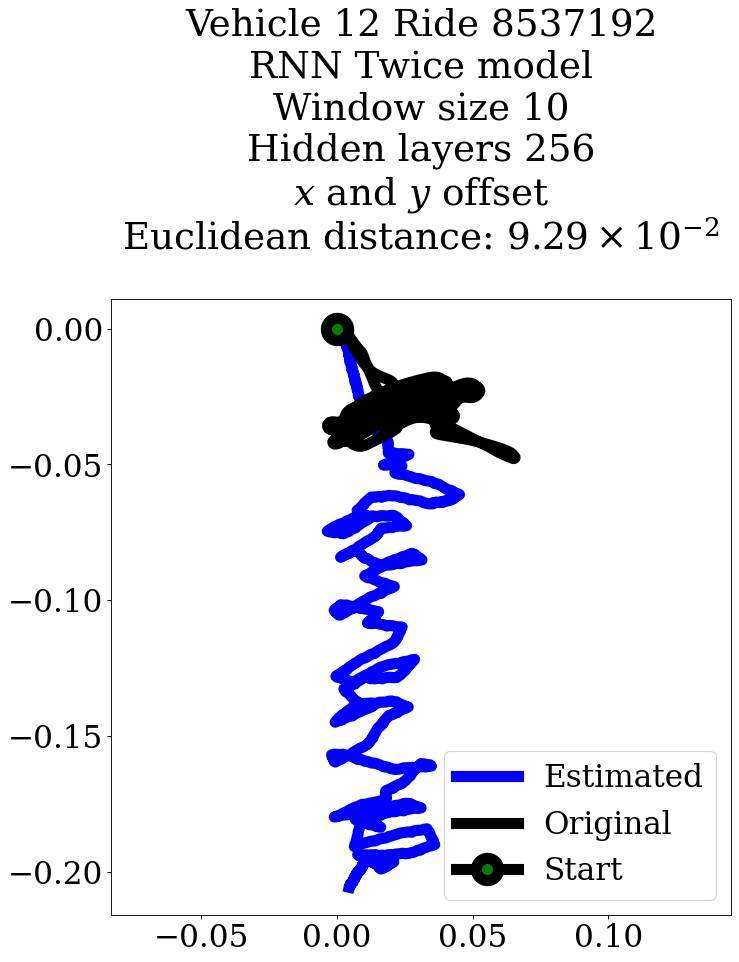 Vehicle 12 Ride 8537192
RNN Twice model
Window size 10
Hidden layers 256
x and y offset
Euclidean distance: 9.29 × 10⁻²
0.00
−0.05
−0.10
−0.15
−0.20
Estimated
Original
Start
−0.05 0.00 0.05 0.10